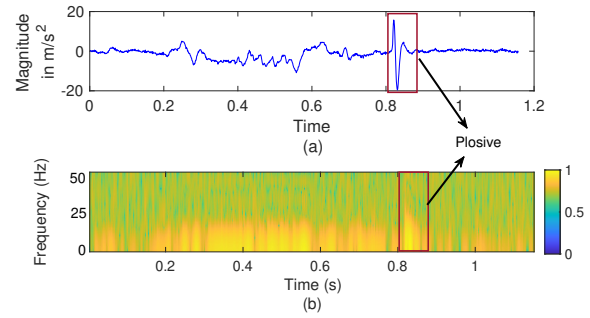 Magnitude
in m/s²
20
0
-20
0 0.2 0.4 0.6 0.8 1 1.2
Time
(a)
Plosive
Frequency (Hz)
50
25
0
0.2 0.4 0.6 0.8 1
Time (s)
1
0.5
0
(b)